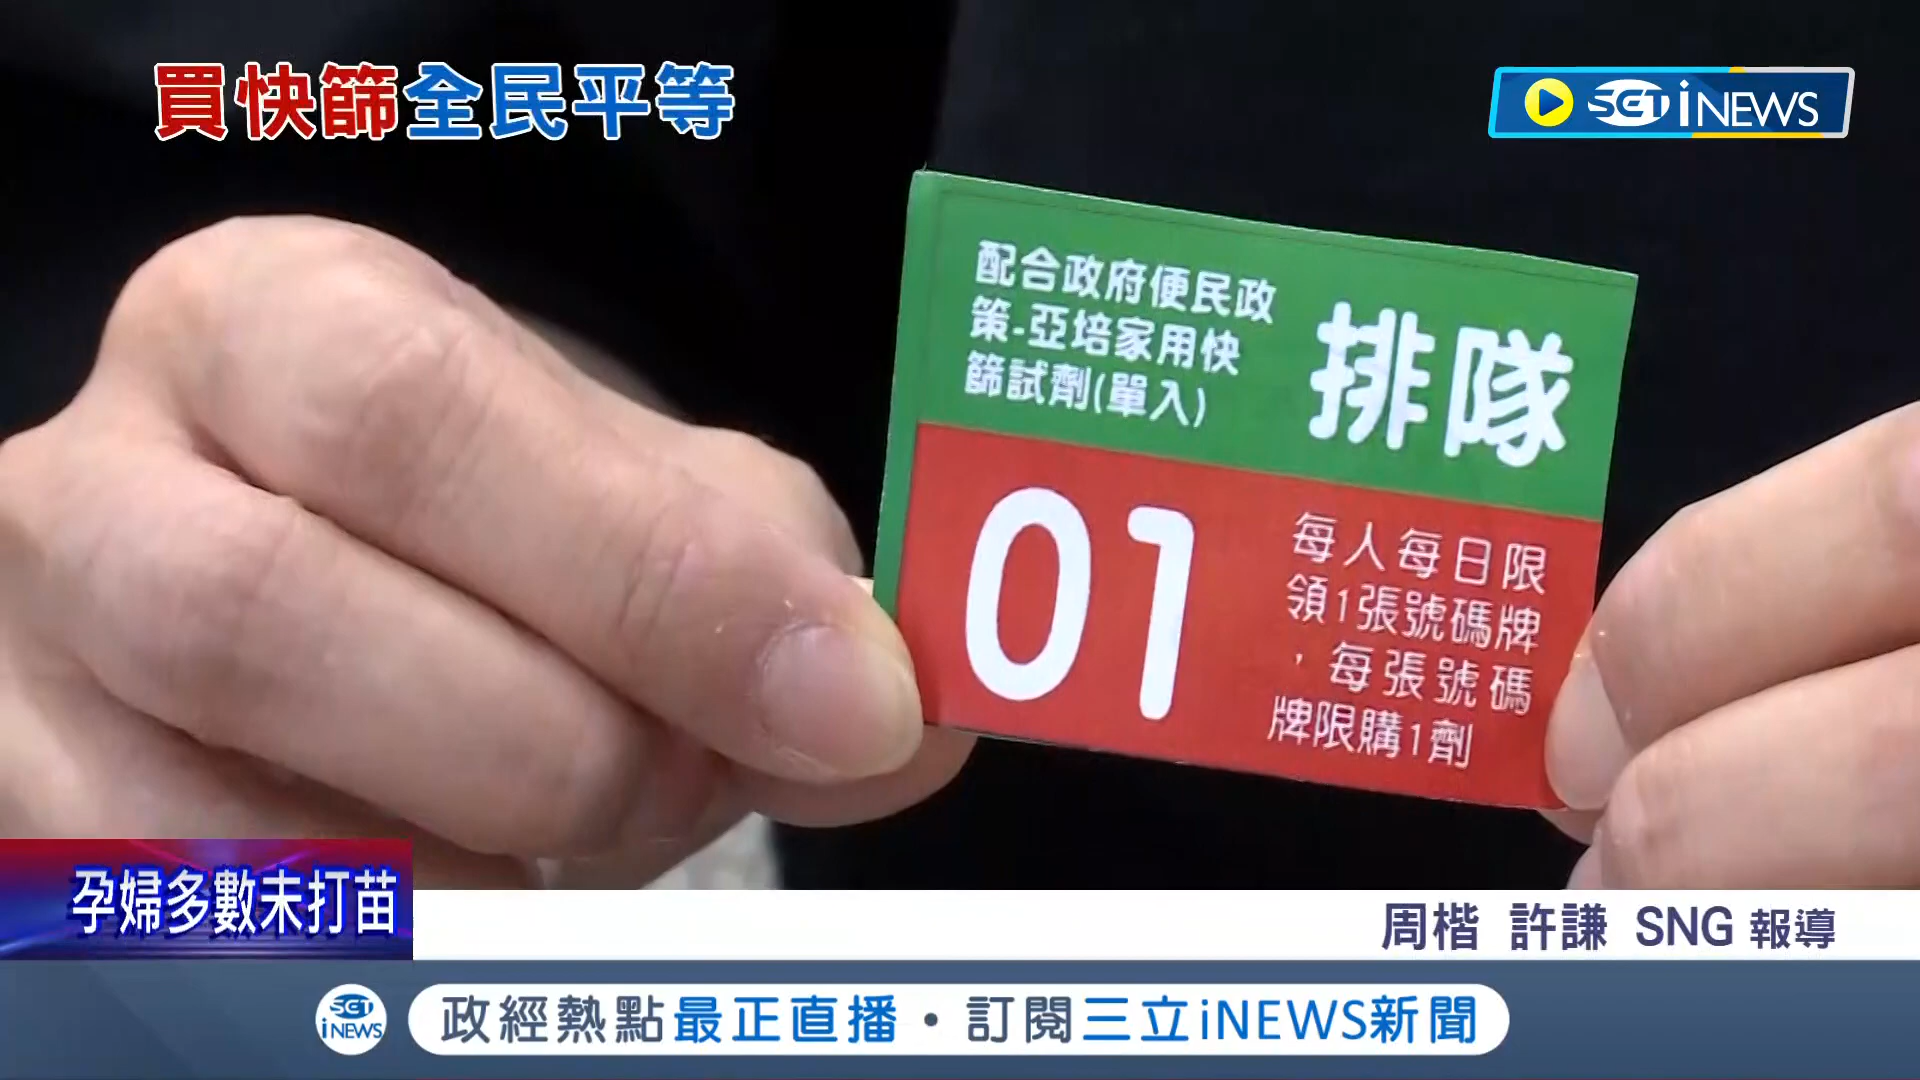 買快篩全民平等
SET iNEWS
配合政府便民政
策-亞培家用快
篩試劑(單入)
排隊
01
每人每日限
領1張號碼牌
，每張號碼
牌限購1劑
孕婦多數未打苗
周楷 許謙 SNG 報導
SET
iNEWS
政經熱點最正直播・訂閱三立iNEWS新聞